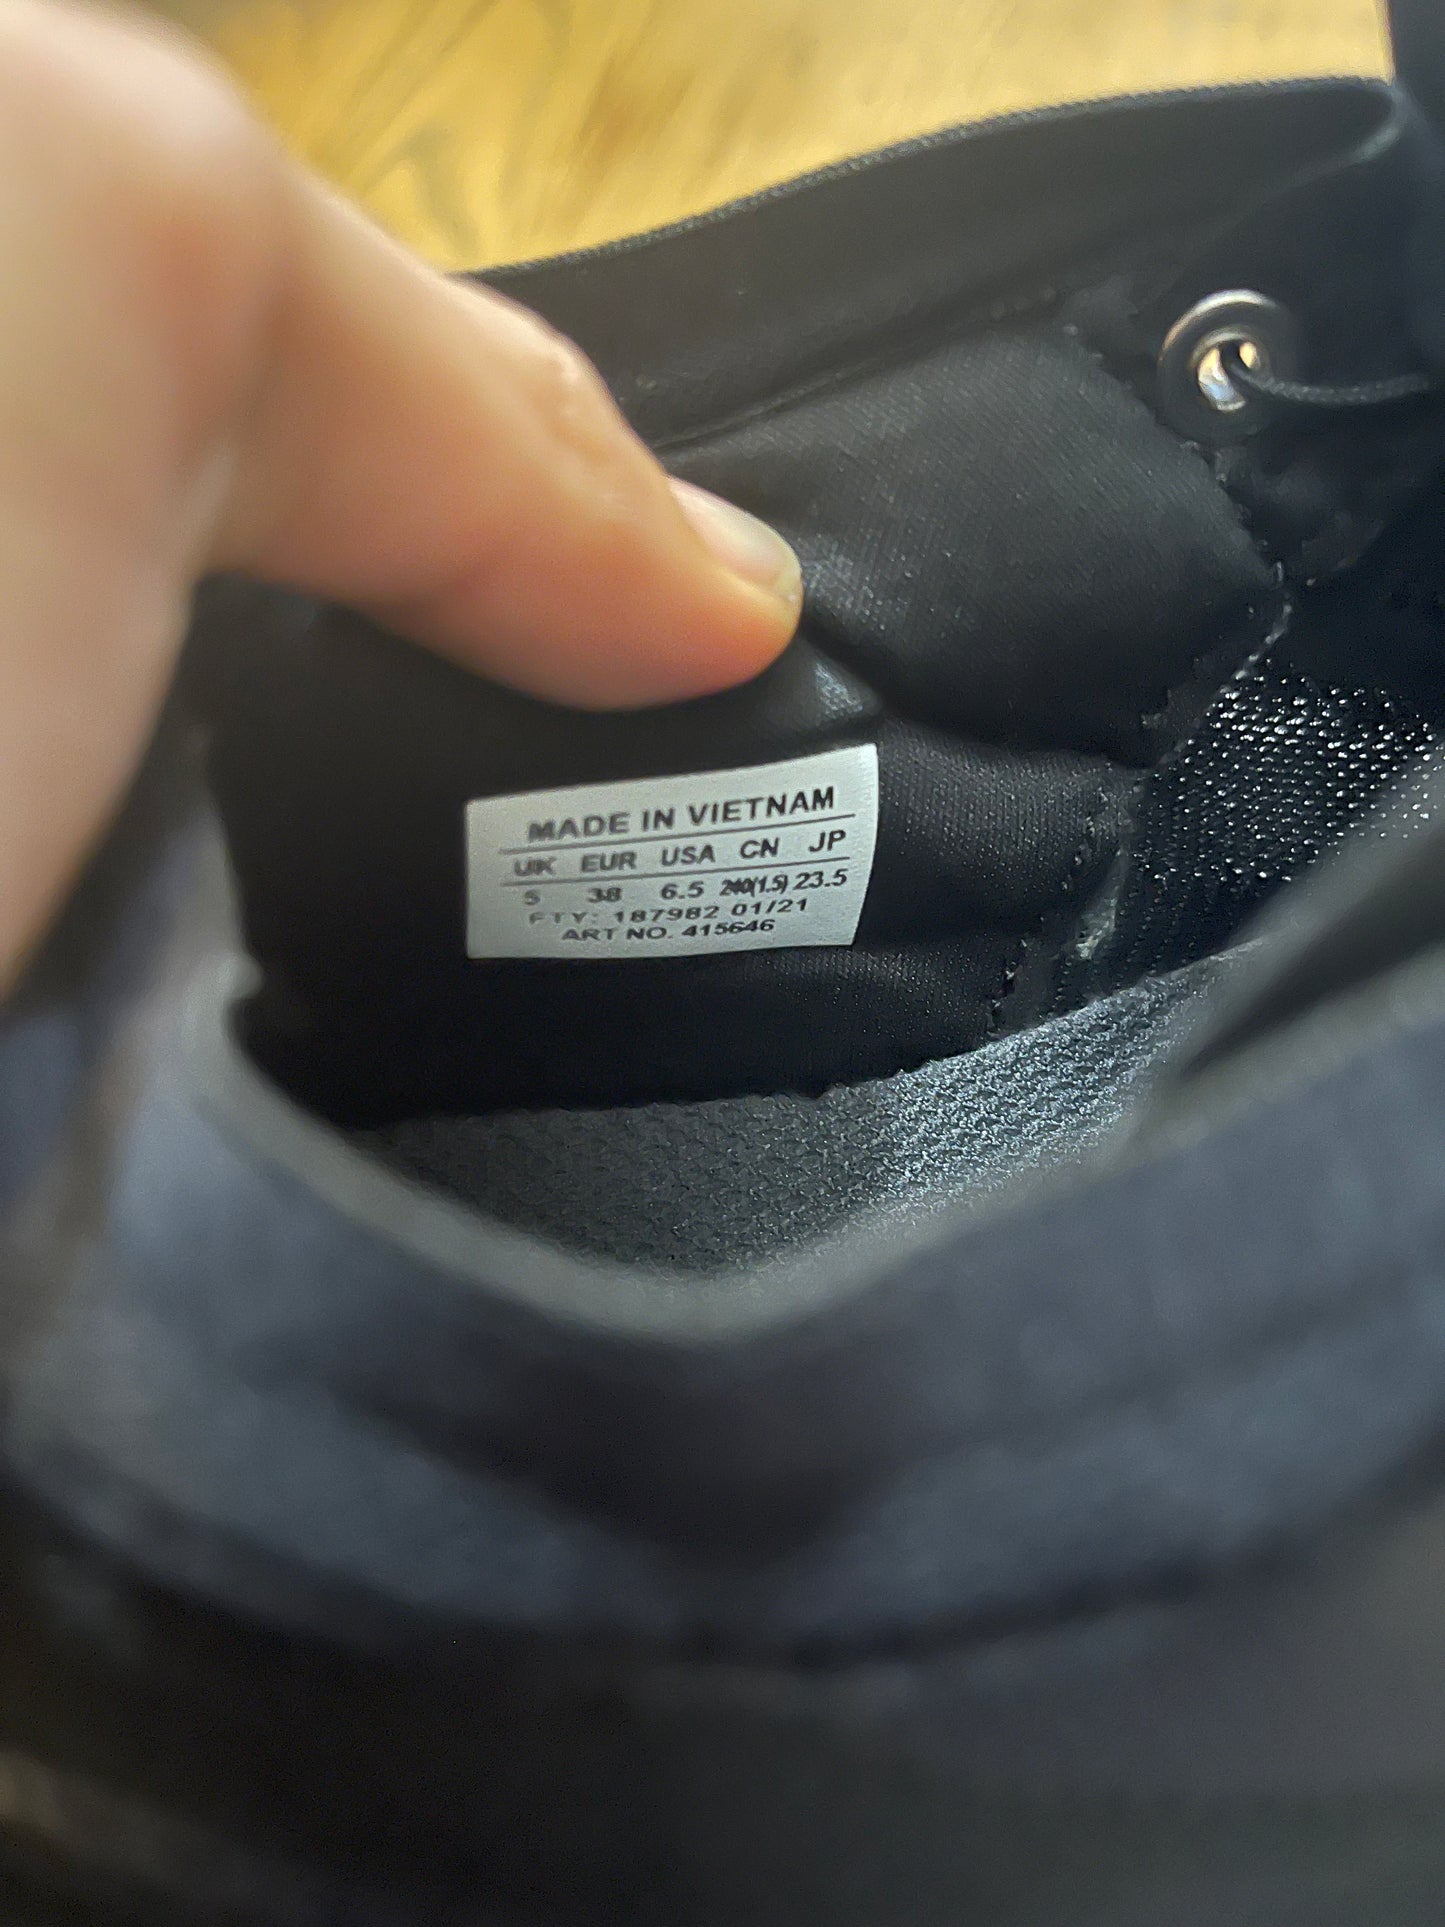 MADE IN VIETNAM
UK EUR USA CN JP
5 38 6.5 240(1.5) 23.5
FTY: 187982 01/21
ART NO. 415646